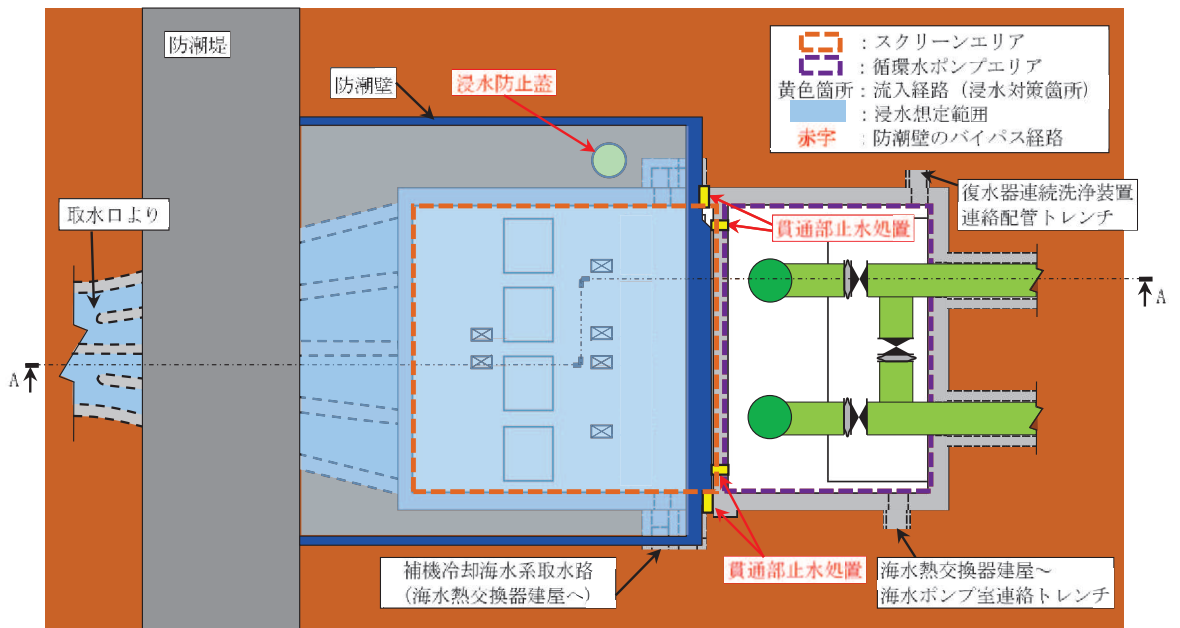 防潮堤
防潮壁
浸水防止蓋
：スクリーンエリア
：循環水ポンプエリア
黄色箇所：流入経路（浸水対策箇所）
：浸水想定範囲
赤字：防潮壁のバイパス経路
取水口より
復水器連続洗浄装置
連絡配管トレンチ
貫通部止水処置
A
A
貫通部止水処置
補機冷却海水系取水路
(海水熱交換器建屋へ)
海水熱交換器建屋～
海水ポンプ室連絡トレンチ